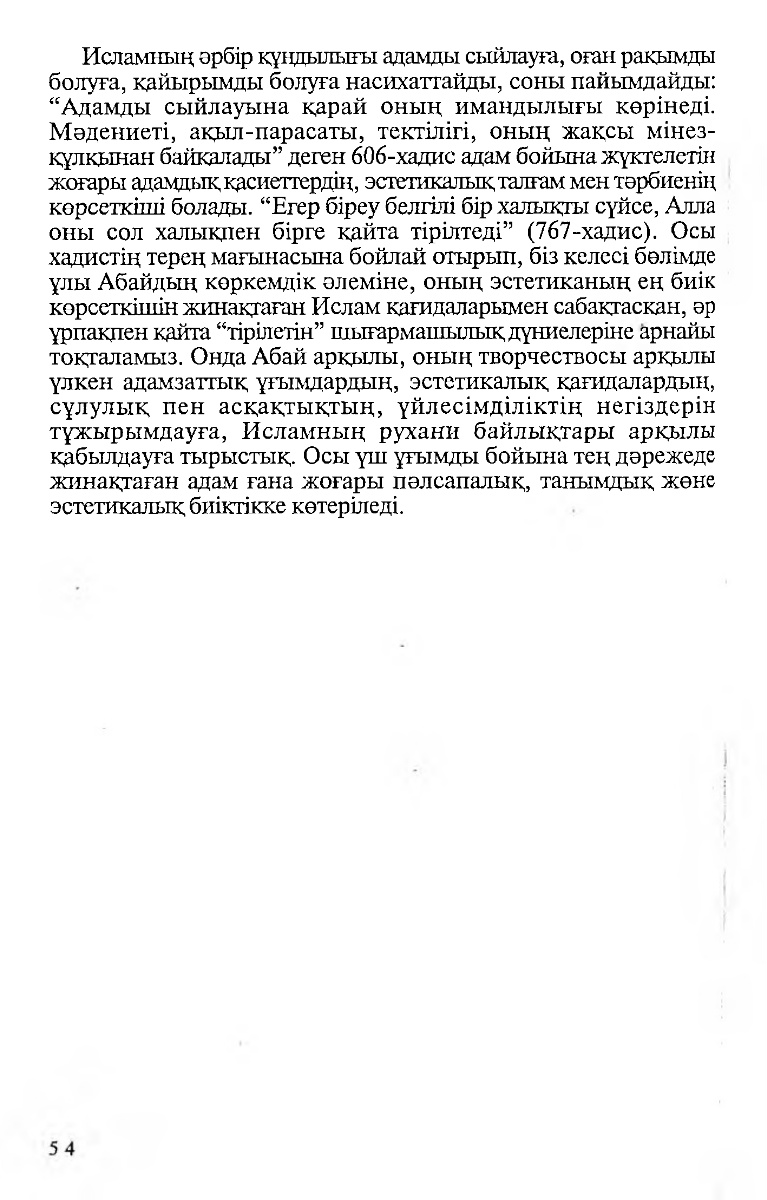 Исламның әрбір құндылығы адамды сыйлауға, оған рақымды
болуға, қайырымды болуға насихаттайды, соны пайымдайды:
“Адамды сыйлауына қарай оның имандылығы көрінеді.
Мәдениеті, ақыл-парасаты, тектілігі, оның жақсы мінез-
құлқынан байқалады” деген 606-хадис адам бойына жүктелетін
жоғары адамдық қасиеттердің, эстетикалық талғам мен тәрбиенің
көрсеткіші болады. “Егер біреу белгілі бір халықты сүйсе, Алла
оны сол халықпен бірге қайта тірілтеді” (767-хадис). Осы
хадистің терең мағынасына бойлай отырып, біз келесі бөлімде
ұлы Абайдың көркемдік әлеміне, оның эстетиканың ең биік
көрсеткішін жинақтаған Ислам қағидаларымен сабақтасқан, әр
ұрпақпен қайта “тірілетін” шығармашылық дүниелеріне арнайы
тоқталамыз. Онда Абай арқылы, оның творчествосы арқылы
үлкен адамзаттық ұғымдардың, эстетикалық қағидалардың,
сұлулық пен асқақтықтың, үйлесімділіктің негіздерін
тұжырымдауға, Исламның рухани байлықтары арқылы
қабылдауға тырыстық. Осы үш ұғымды бойына тең дәрежеде
жинақтаған адам ғана жоғары пәлсапалық, танымдық және
эстетикалық биіктікке көтеріледі.
54